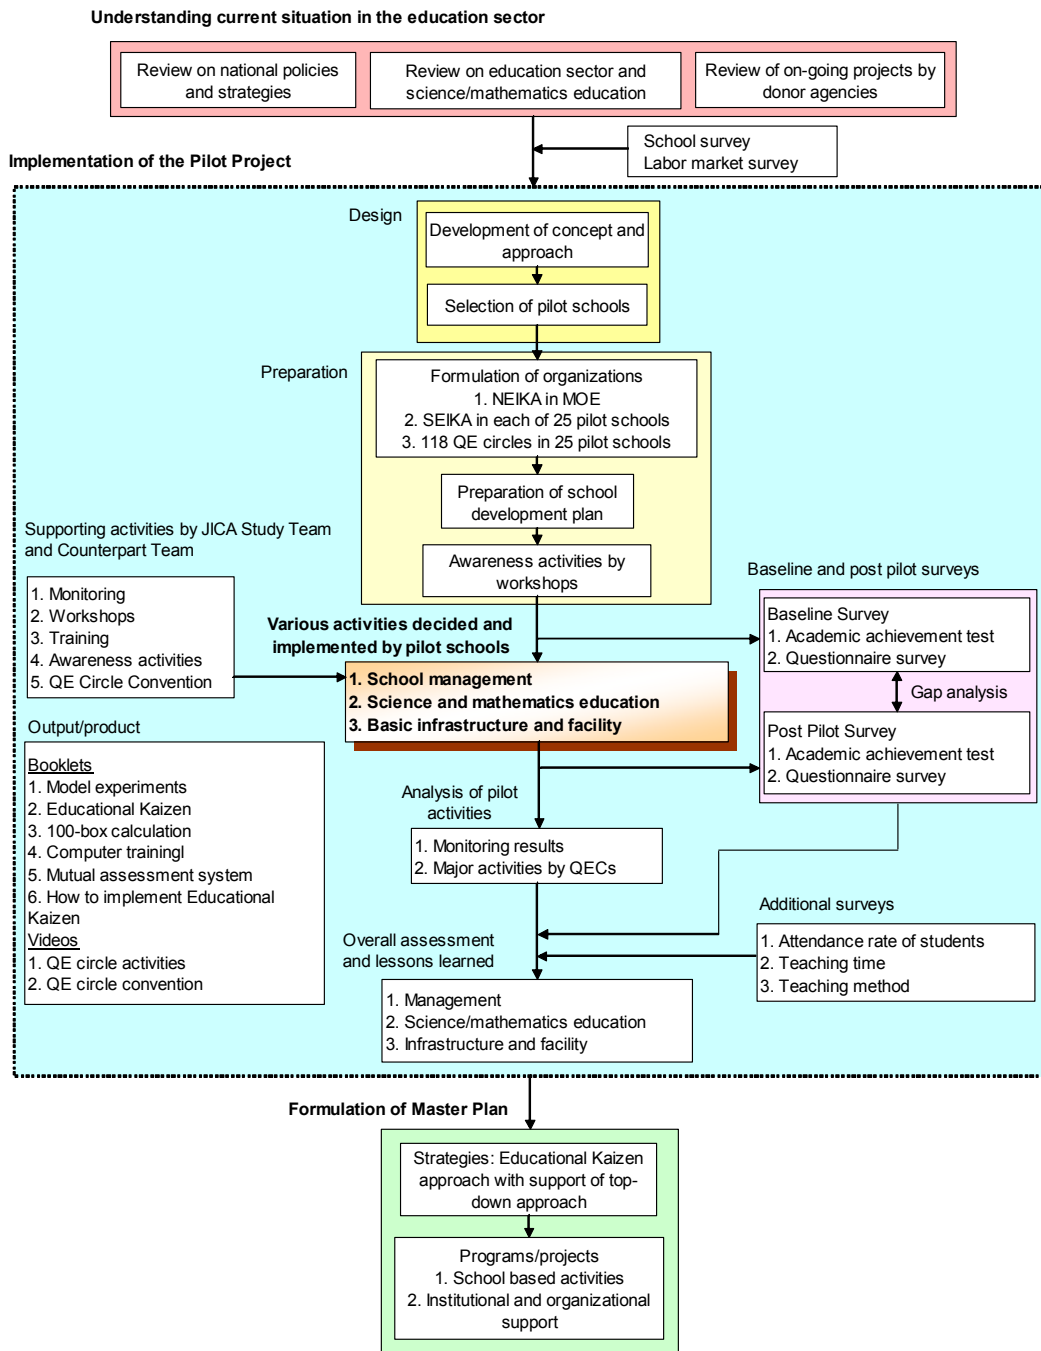 Understanding current situation in the education sector
Review on national policies
and strategies
Review on education sector and
science/mathematics education
Review of on-going projects by
donor agencies
School survey
Labor market survey
Implementation of the Pilot Project
Design
Development of concept and
approach
Selection of pilot schools
Preparation
Formulation of organizations
1. NEIKA in MOE
2. SEIKA in each of 25 pilot schools
3. 118 QE circles in 25 pilot schools
Preparation of school
development plan
Awareness activities by
workshops
Supporting activities by JICA Study Team
and Counterpart Team
1. Monitoring
2. Workshops
3. Training
4. Awareness activities
5. QE Circle Convention
Various activities decided and
implemented by pilot schools
1. School management
2. Science and mathematics education
3. Basic infrastructure and facility
Baseline and post pilot surveys
Baseline Survey
1. Academic achievement test
2. Questionnaire survey
Gap analysis
Post Pilot Survey
1. Academic achievement test
2. Questionnaire survey
Output/product
Booklets
1. Model experiments
2. Educational Kaizen
3. 100-box calculation
4. Computer trainingl
5. Mutual assessment system
6. How to implement Educational
Kaizen
Videos
1. QE circle activities
2. QE circle convention
Analysis of pilot
activities
1. Monitoring results
2. Major activities by QECs
Additional surveys
1. Attendance rate of students
2. Teaching time
3. Teaching method
Overall assessment
and lessons learned
1. Management
2. Science/mathematics education
3. Infrastructure and facility
Formulation of Master Plan
Strategies: Educational Kaizen
approach with support of top-
down approach
Programs/projects
1. School based activities
2. Institutional and organizational
support